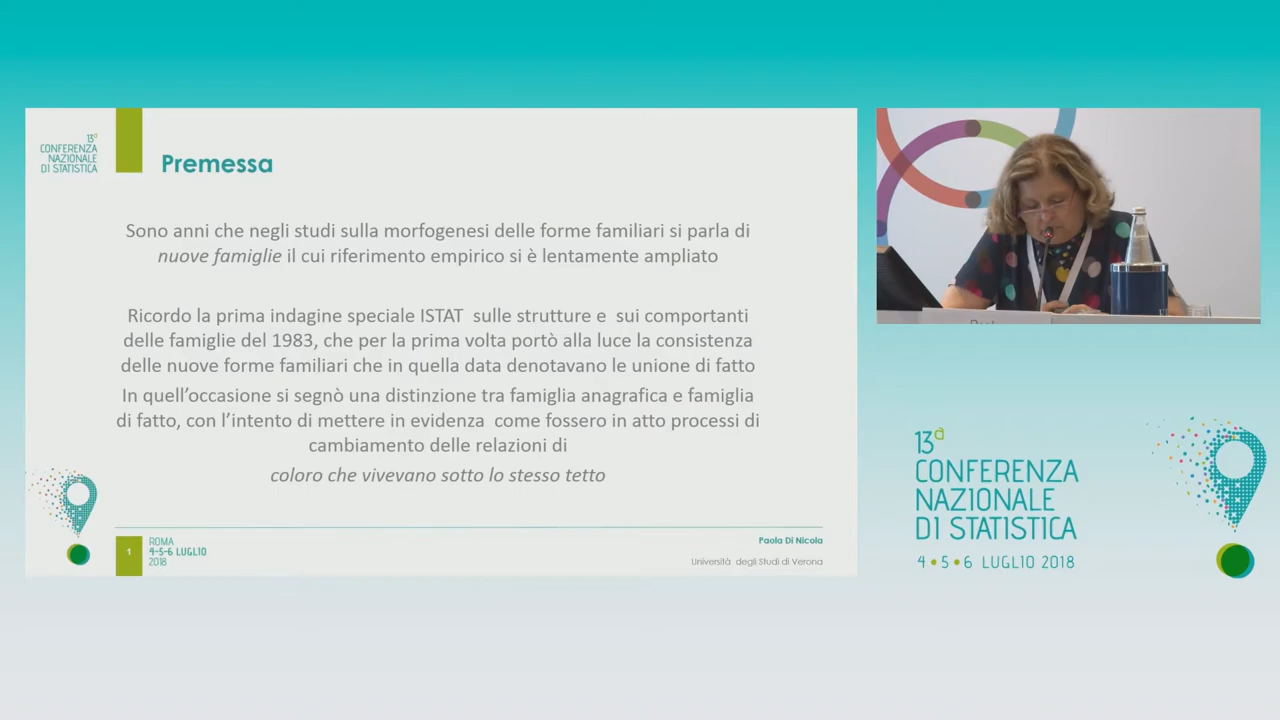 13ª
CONFERENZA
NAZIONALE
DI STATISTICA
Premessa
Sono anni che negli studi sulla morfogenesi delle forme familiari si parla di
nuove famiglie il cui riferimento empirico si è lentamente ampliato
Ricordo la prima indagine speciale ISTAT sulle strutture e sui comportanti
delle famiglie del 1983, che per la prima volta portò alla luce la consistenza
delle nuove forme familiari che in quella data denotavano le unione di fatto
In quell'occasione si segnò una distinzione tra famiglia anagrafica e famiglia
di fatto, con l'intento di mettere in evidenza come fossero in atto processi di
cambiamento delle relazioni di
coloro che vivevano sotto lo stesso tetto
1
ROMA
4-5-6 LUGLIO
2018
Paola Di Nicola
Università degli Studi di Verona
13ª
CONFERENZA
NAZIONALE
DI STATISTICA
4 • 5 • 6 LUGLIO 2018